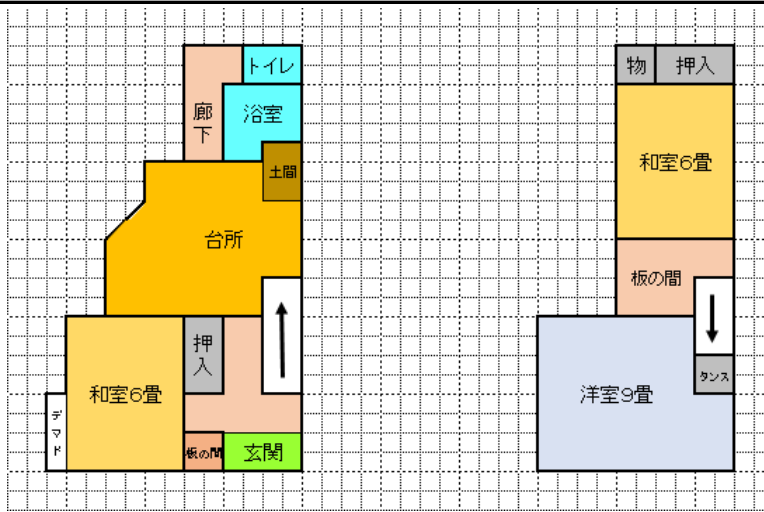 トイレ
廊
下
浴室
土間
台所
押
入
和室6畳
デ
マ
ド
板の間
玄関
物
押入
和室6畳
板の間
タンス
洋室9畳